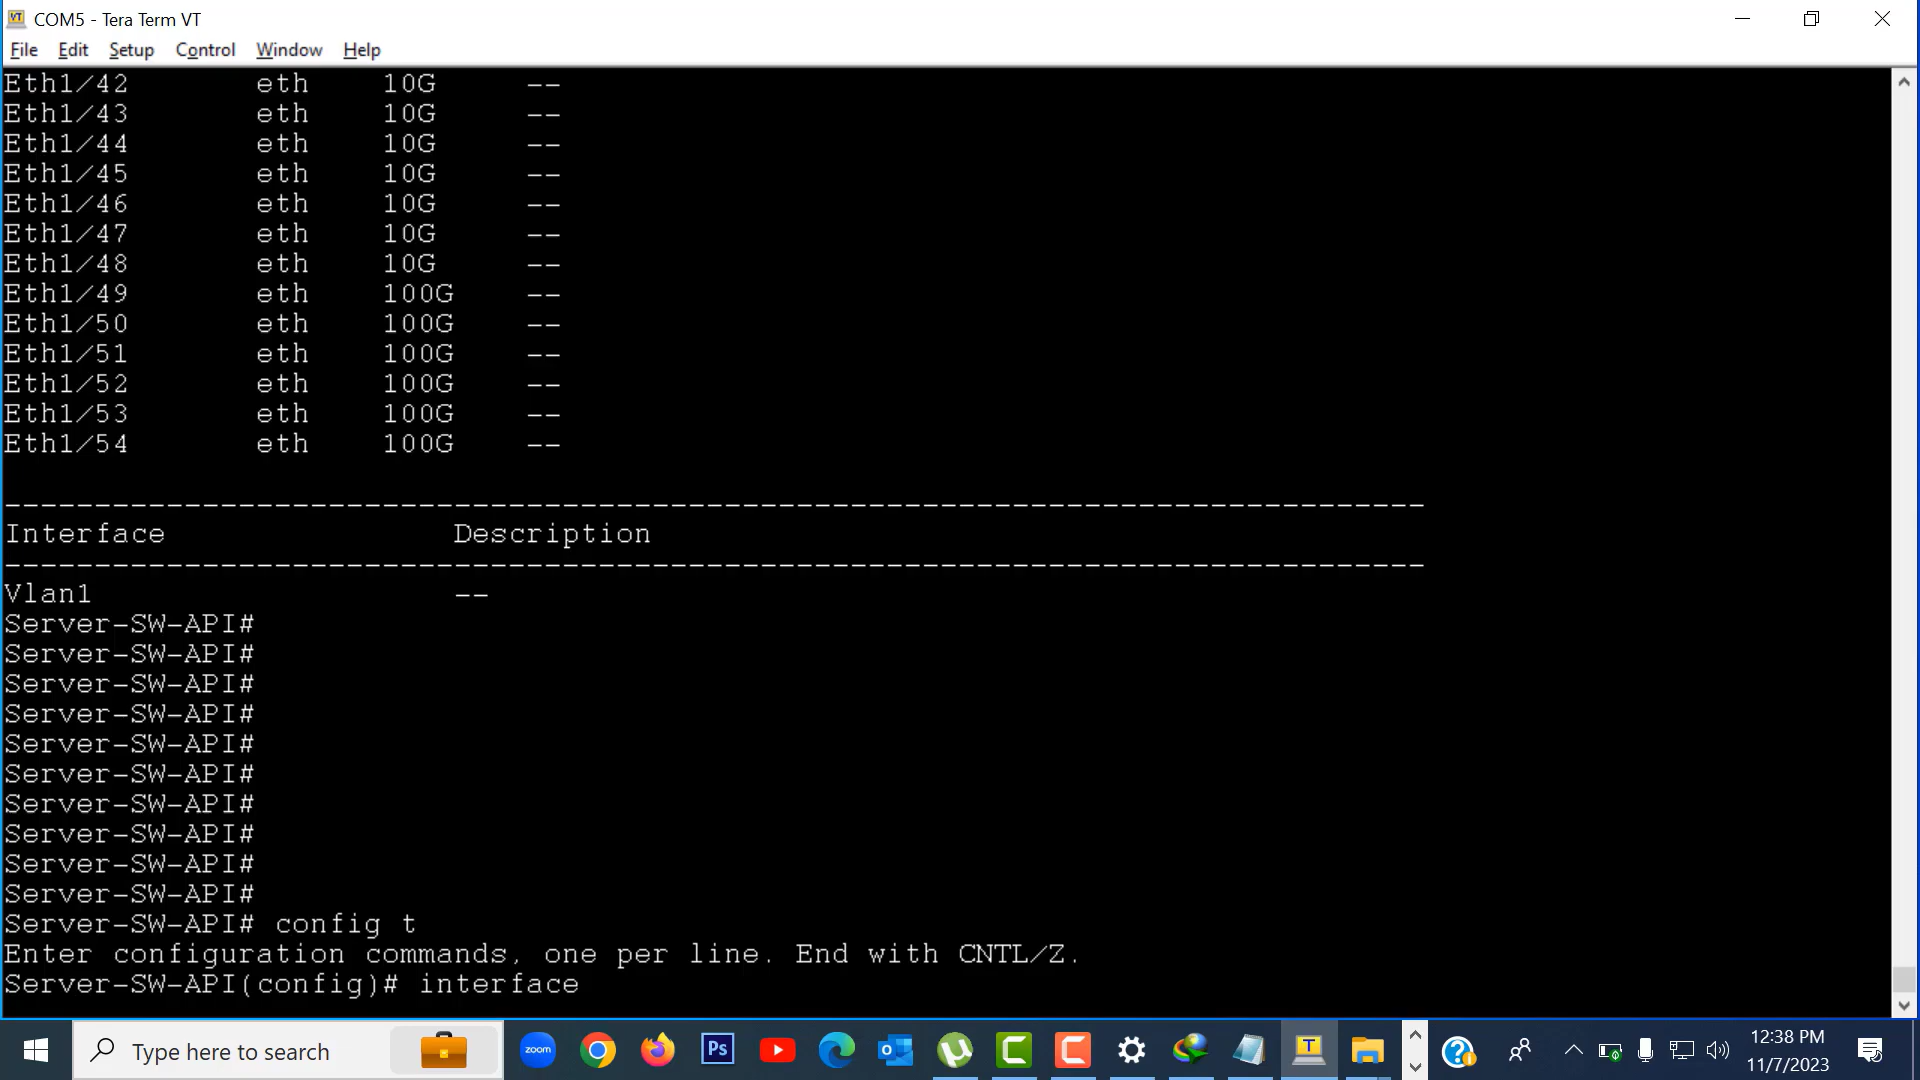 COM5 - Tera Term VT
File Edit Setup Control Window Help
Eth1/42 eth 10G --
Eth1/43 eth 10G --
Eth1/44 eth 10G --
Eth1/45 eth 10G --
Eth1/46 eth 10G --
Eth1/47 eth 10G --
Eth1/48 eth 10G --
Eth1/49 eth 100G --
Eth1/50 eth 100G --
Eth1/51 eth 100G --
Eth1/52 eth 100G --
Eth1/53 eth 100G --
Eth1/54 eth 100G --
-------------------------------------------------------------------------------
Interface Description
-------------------------------------------------------------------------------
Vlan1 --
Server-SW-API#
Server-SW-API#
Server-SW-API#
Server-SW-API#
Server-SW-API#
Server-SW-API#
Server-SW-API#
Server-SW-API#
Server-SW-API#
Server-SW-API#
Server-SW-API# config t
Enter configuration commands, one per line. End with CNTL/Z.
Server-SW-API(config)# interface
Type here to search
zoom
Ps
12:38 PM
11/7/2023